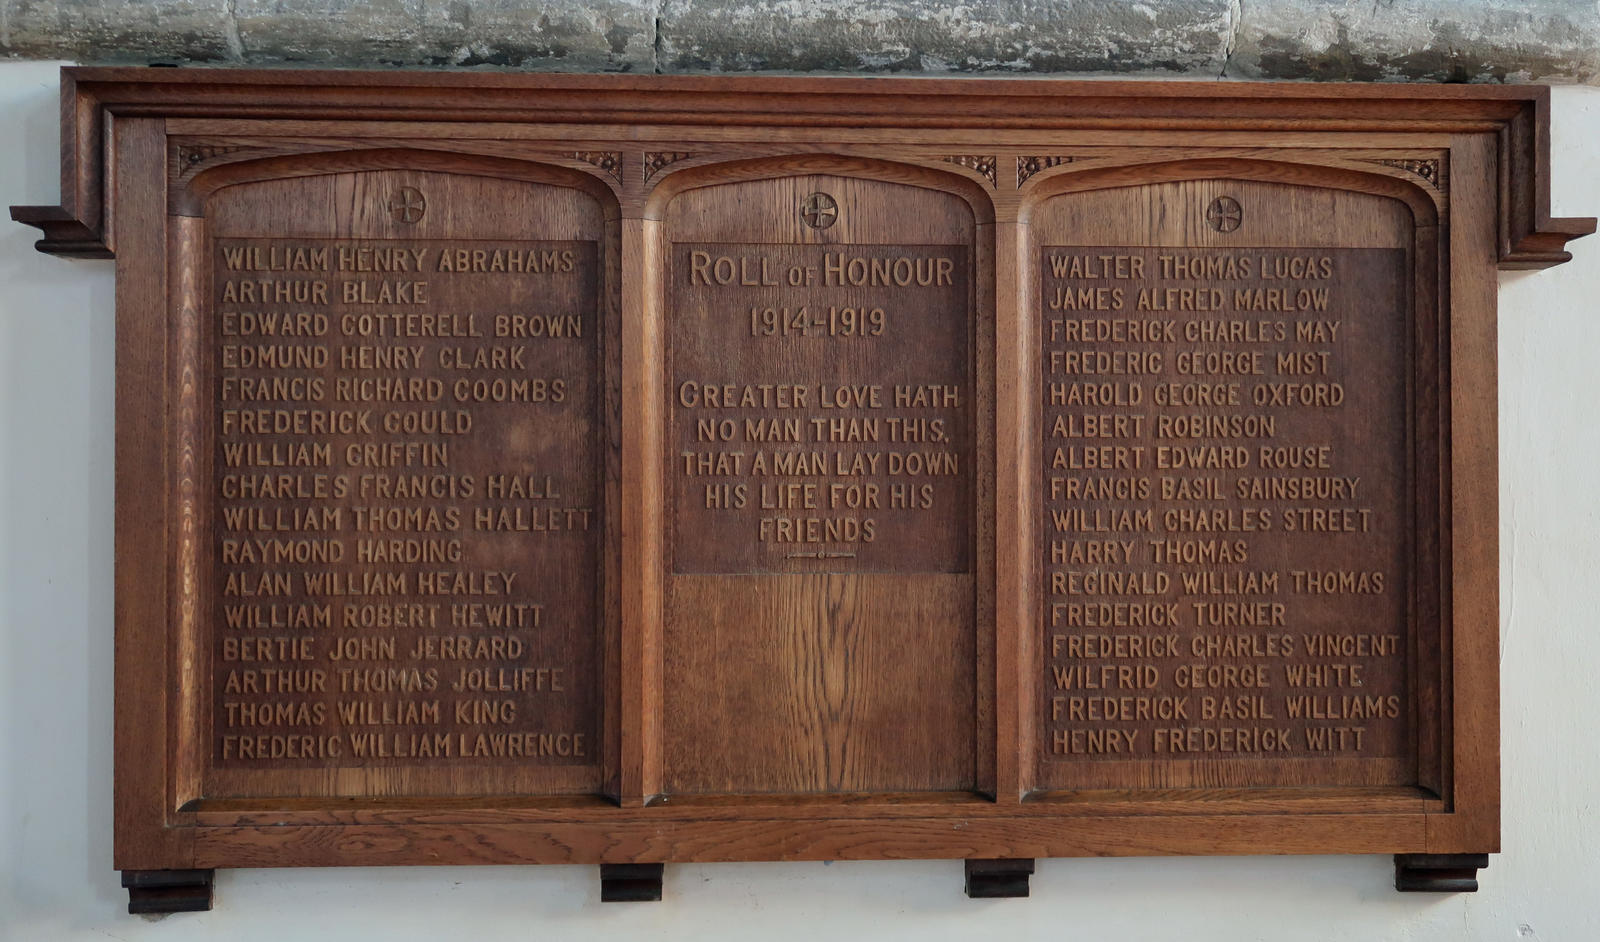 WILLIAM HENRY ABRAHAMS
ARTHUR BLAKE
EDWARD COTTERELL BROWN
EDMUND HENRY CLARK
FRANCIS RICHARD COOMBS
FREDERICK GOULD
WILLIAM GRIFFIN
CHARLES FRANCIS HALL
WILLIAM THOMAS HALLETT
RAYMOND HARDING
ALAN WILLIAM HEALEY
WILLIAM ROBERT HEWITT
BERTIE JOHN JERRARD
ARTHUR THOMAS JOLLIFFE
THOMAS WILLIAM KING
FREDERIC WILLIAM LAWRENCE
ROLL OF HONOUR
1914-1919
GREATER LOVE HATH
NO MAN THAN THIS,
THAT A MAN LAY DOWN
HIS LIFE FOR HIS
FRIENDS
WALTER THOMAS LUCAS
JAMES ALFRED MARLOW
FREDERICK CHARLES MAY
FREDERIC GEORGE MIST
HAROLD GEORGE OXFORD
ALBERT ROBINSON
ALBERT EDWARD ROUSE
FRANCIS BASIL SAINSBURY
WILLIAM CHARLES STREET
HARRY THOMAS
REGINALD WILLIAM THOMAS
FREDERICK TURNER
FREDERICK CHARLES VINCENT
WILFRID GEORGE WHITE
FREDERICK BASIL WILLIAMS
HENRY FREDERICK WITT